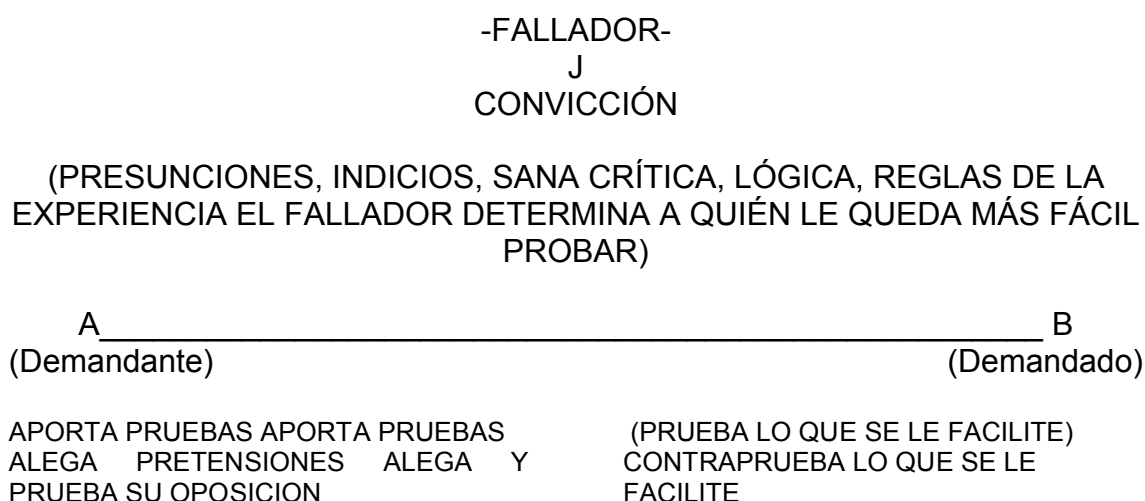 -FALLADOR-
J
CONVICCIÓN
(PRESUNCIONES, INDICIOS, SANA CRÍTICA, LÓGICA, REGLAS DE LA
EXPERIENCIA EL FALLADOR DETERMINA A QUIÉN LE QUEDA MÁS FÁCIL
PROBAR)
A______________________________________________________ B
(Demandante) (Demandado)
APORTA PRUEBAS APORTA PRUEBAS (PRUEBA LO QUE SE LE FACILITE)
ALEGA PRETENSIONES ALEGA Y CONTRAPRUEBA LO QUE SE LE
PRUEBA SU OPOSICION FACILITE